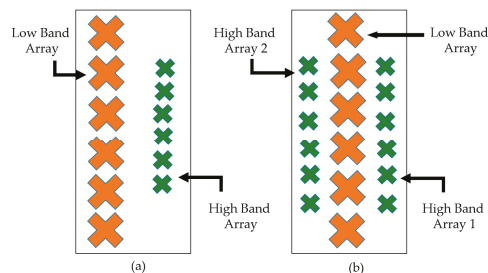 Low Band
Array
High Band
Array
(a)
High Band
Array 2
Low Band
Array
High Band
Array 1
(b)